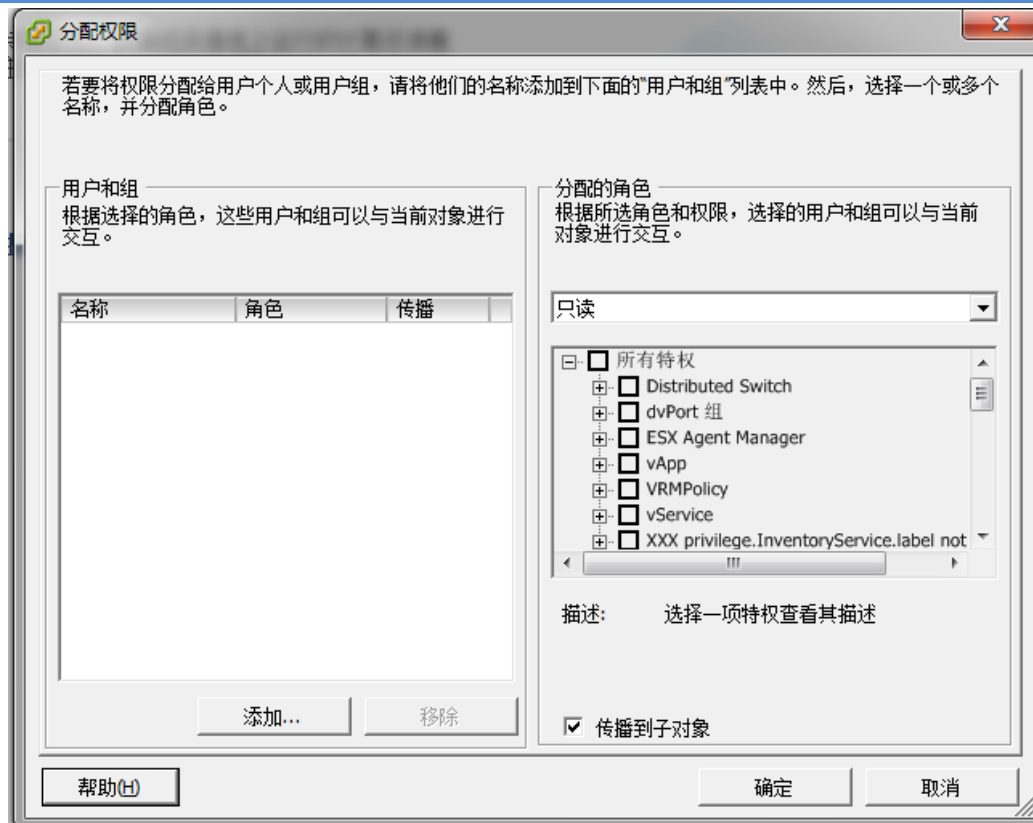 分配权限
若要将权限分配给用户个人或用户组，请将他们的名称添加到下面的"用户和组"列表中。然后，选择一个或多个
名称，并分配角色。
用户和组
根据选择的角色，这些用户和组可以与当前对象进行
交互。
名称 角色 传播
添加... 移除
分配的角色
根据所选角色和权限，选择的用户和组可以与当前
对象进行交互。
只读
所有特权
Distributed Switch
dvPort 组
ESX Agent Manager
vApp
VRMPolicy
vService
XXX privilege.InventoryService.label not
描述: 选择一项特权查看其描述
传播到子对象
帮助(H) 确定 取消